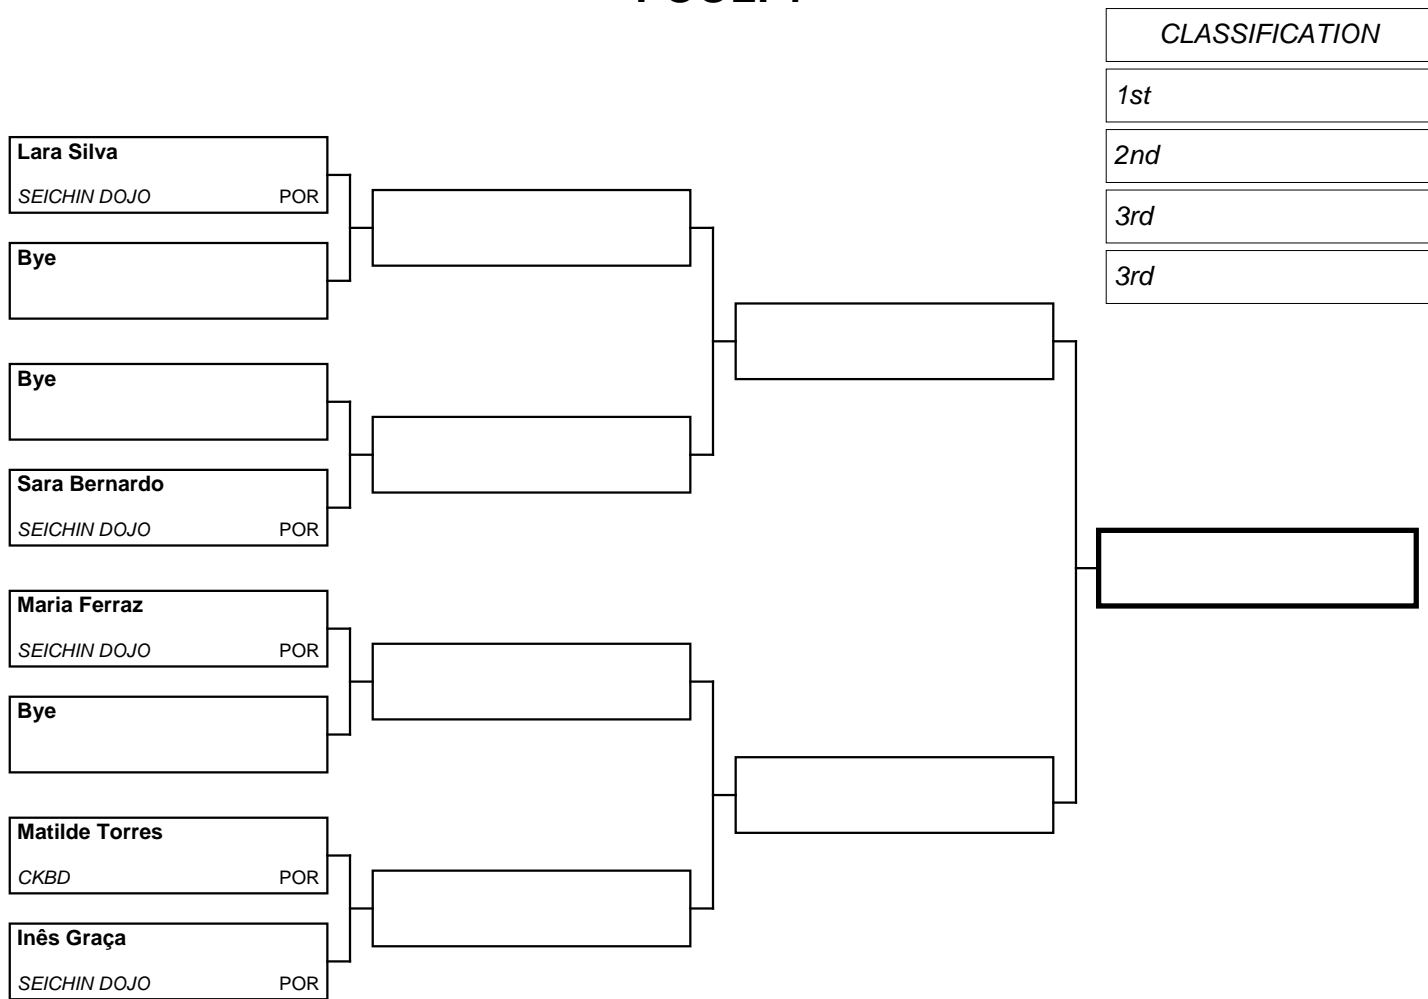 CLASSIFICATION
1st
2nd
3rd
3rd
Lara Silva
SEICHIN DOJO POR
Bye
Bye
Sara Bernardo
SEICHIN DOJO POR
Maria Ferraz
SEICHIN DOJO POR
Bye
Matilde Torres
CKBD POR
Inês Graça
SEICHIN DOJO POR